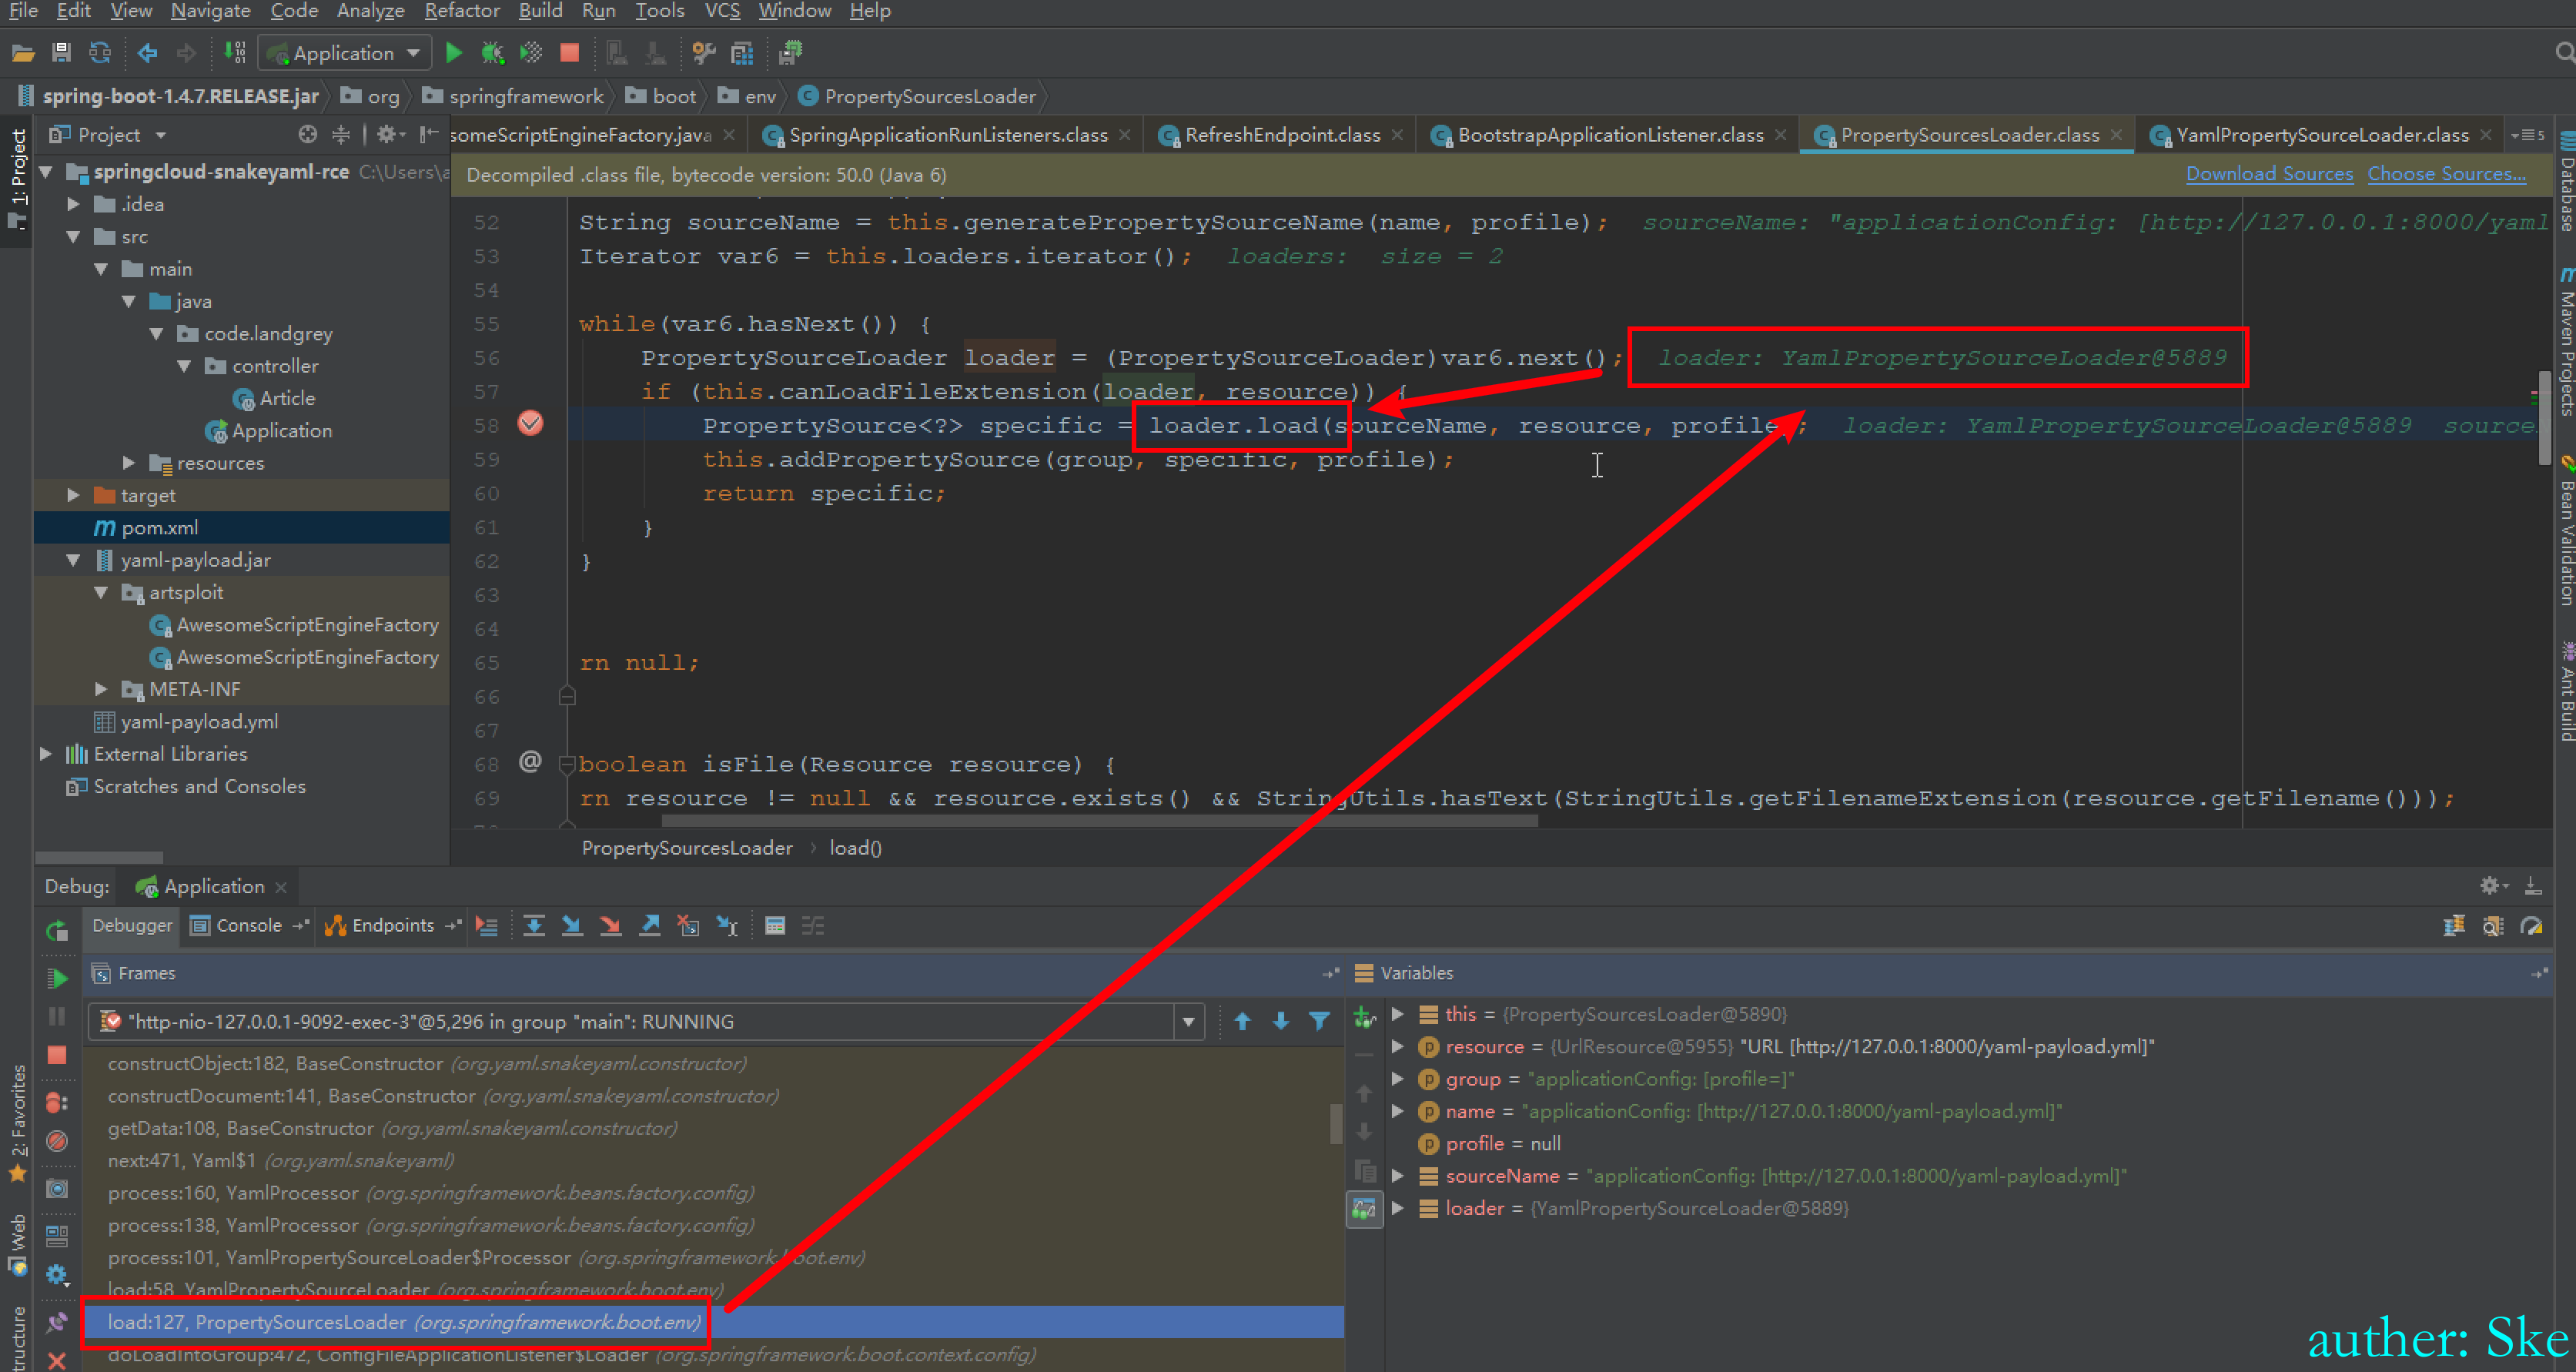 File Edit View Navigate Code Analyze Refactor Build Run Tools VCS Window Help
Application
spring-boot-1.4.7.RELEASE.jar org springframework boot env PropertySourcesLoader
1: Project
Project
someScriptEngineFactory.java SpringApplicationRunListeners.class RefreshEndpoint.class BootstrapApplicationListener.class PropertySourcesLoader.class YamlPropertySourceLoader.class 5
Decompiled .class file, bytecode version: 50.0 (Java 6) Download Sources Choose Sources...
springcloud-snakeyaml-rce C:\Users\a
.idea
src
main
java
code.landgrey
controller
Article
Application
resources
target
pom.xml
yaml-payload.jar
artsploit
AwesomeScriptEngineFactory
AwesomeScriptEngineFactory
META-INF
yaml-payload.yml
External Libraries
Scratches and Consoles
52 String sourceName = this.generatePropertySourceName(name, profile); sourceName: "applicationConfig: [http://127.0.0.1:8000/yaml
53 Iterator var6 = this.loaders.iterator(); loaders: size = 2
54
55 while(var6.hasNext()) {
56 PropertySourceLoader loader = (PropertySourceLoader)var6.next(); loader: YamlPropertySourceLoader@5889
57 if (this.canLoadFileExtension(loader, resource)) {
58 PropertySource<?> specific = loader.load(sourceName, resource, profile); loader: YamlPropertySourceLoader@5889 source
59 this.addPropertySource(group, specific, profile);
60 return specific;
61 }
62 }
63
64
65 rn null;
66
67
68 @ boolean isFile(Resource resource) {
69 rn resource != null && resource.exists() && StringUtils.hasText(StringUtils.getFilenameExtension(resource.getFilename()));
PropertySourcesLoader › load()
Database
Maven Projects
Bean Validation
Ant Build
Debug: Application
Debugger Console Endpoints
Frames
"http-nio-127.0.0.1-9092-exec-3"@5,296 in group "main": RUNNING
constructObject:182, BaseConstructor (org.yaml.snakeyaml.constructor)
constructDocument:141, BaseConstructor (org.yaml.snakeyaml.constructor)
getData:108, BaseConstructor (org.yaml.snakeyaml.constructor)
next:471, Yaml$1 (org.yaml.snakeyaml)
process:160, YamlProcessor (org.springframework.beans.factory.config)
process:138, YamlProcessor (org.springframework.beans.factory.config)
process:101, YamlPropertySourceLoader$Processor (org.springframework.boot.env)
load:58, YamlPropertySourceLoader (org.springframework.boot.env)
load:127, PropertySourcesLoader (org.springframework.boot.env)
doLoadIntoGroup:472, ConfigFileApplicationListener$Loader (org.springframework.boot.context.config)
Variables
this = {PropertySourcesLoader@5890}
resource = {UrlResource@5955} "URL [http://127.0.0.1:8000/yaml-payload.yml]"
group = "applicationConfig: [profile=]"
name = "applicationConfig: [http://127.0.0.1:8000/yaml-payload.yml]"
profile = null
sourceName = "applicationConfig: [http://127.0.0.1:8000/yaml-payload.yml]"
loader = {YamlPropertySourceLoader@5889}
2: Favorites
Web
tructure
auther: Ske